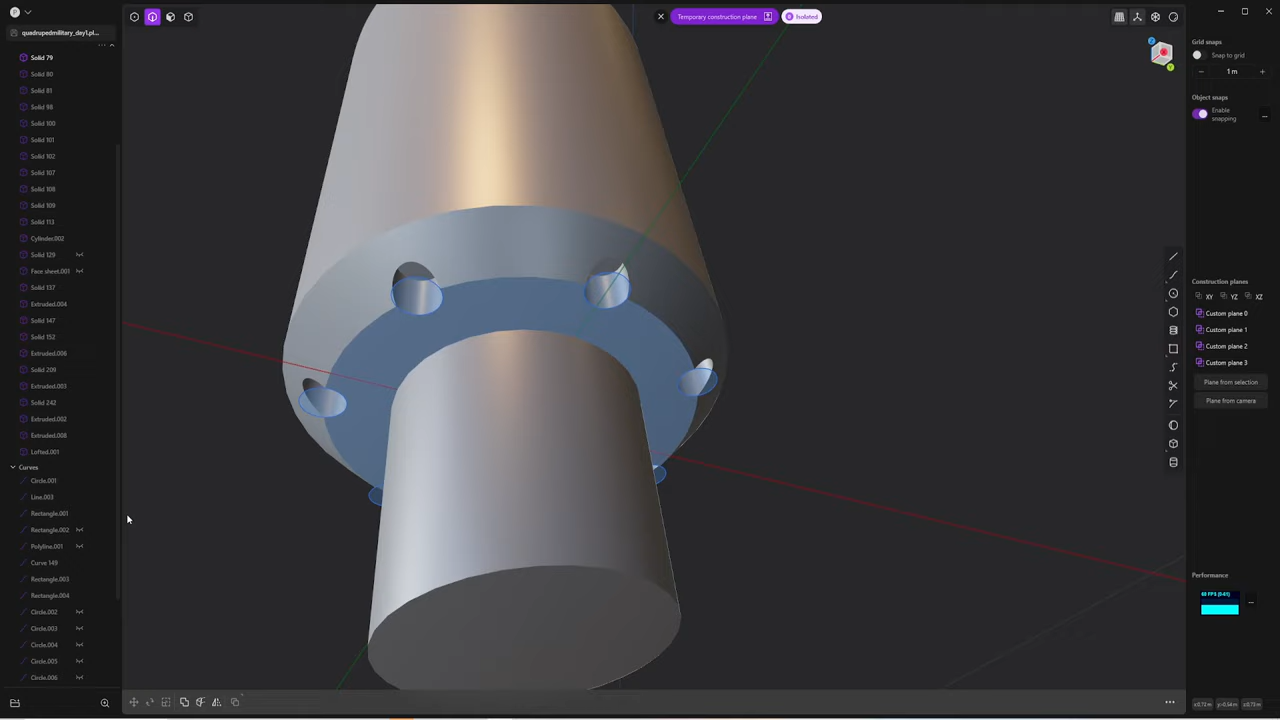 quadrupedmilitary_day1.pl...
Solid 79
Solid 80
Solid 81
Solid 98
Solid 100
Solid 101
Solid 102
Solid 107
Solid 108
Solid 109
Solid 113
Cylinder.002
Solid 129
Face sheet.001
Solid 137
Extruded.004
Solid 147
Solid 152
Extruded.006
Solid 209
Extruded.003
Solid 242
Extruded.002
Extruded.008
Lofted.001
Curves
Circle.001
Line.003
Rectangle.001
Rectangle.002
Polyline.001
Curve 149
Rectangle.003
Rectangle.004
Circle.002
Circle.003
Circle.004
Circle.005
Circle.006
Temporary construction plane
Isolated
Grid snaps
Snap to grid
1 m
Object snaps
Enable snapping
Construction planes
XY YZ XZ
Custom plane 0
Custom plane 1
Custom plane 2
Custom plane 3
Plane from selection
Plane from camera
Performance